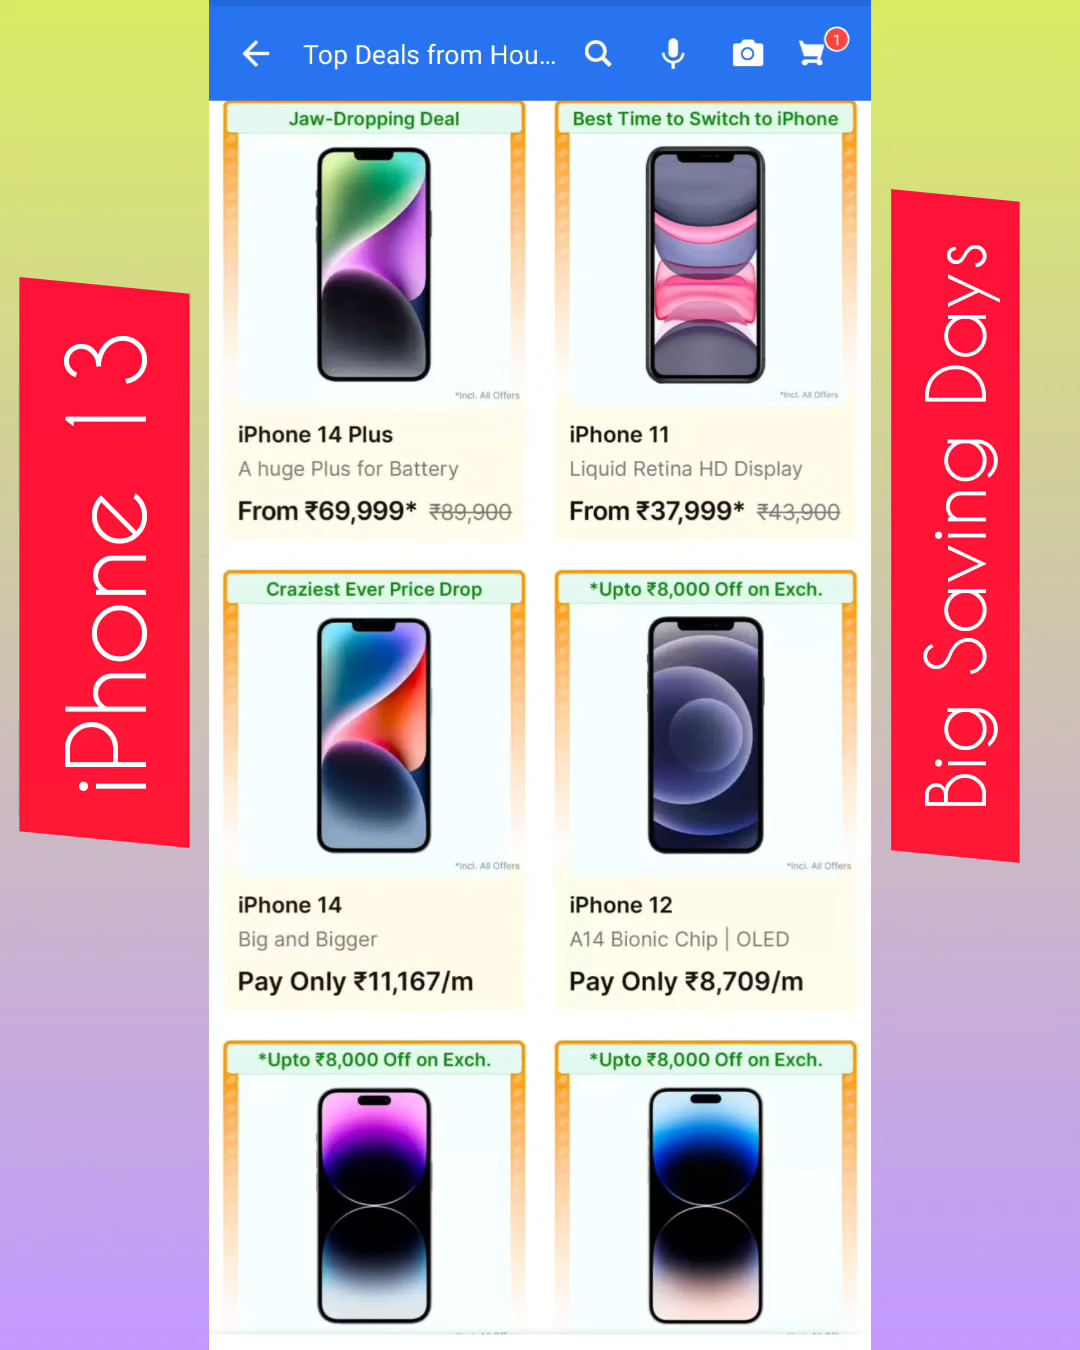 Top Deals from Hou...
1
Jaw-Dropping Deal
*Incl. All Offers
iPhone 14 Plus
A huge Plus for Battery
From ₹69,999* ₹89,900
Best Time to Switch to iPhone
*Incl. All Offers
iPhone 11
Liquid Retina HD Display
From ₹37,999* ₹43,900
Craziest Ever Price Drop
*Incl. All Offers
iPhone 14
Big and Bigger
Pay Only ₹11,167/m
*Upto ₹8,000 Off on Exch.
*Incl. All Offers
iPhone 12
A14 Bionic Chip | OLED
Pay Only ₹8,709/m
*Upto ₹8,000 Off on Exch.
*Upto ₹8,000 Off on Exch.
iPhone 13
Big Saving Days